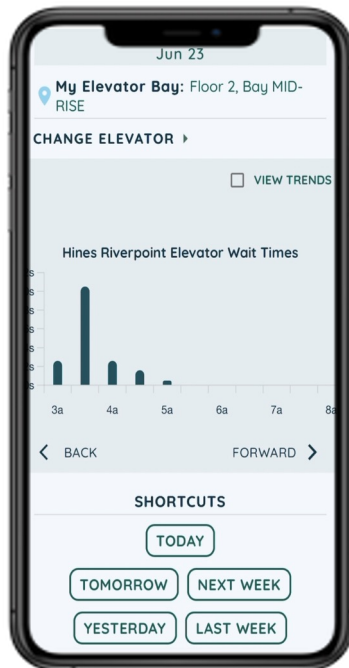 Jun 23
My Elevator Bay: Floor 2, Bay MID-
RISE
CHANGE ELEVATOR
VIEW TRENDS
Hines Riverpoint Elevator Wait Times
s
s
s
s
s
s
s
3a 4a 5a 6a 7a 8a
BACK FORWARD
SHORTCUTS
TODAY
TOMORROW NEXT WEEK
YESTERDAY LAST WEEK